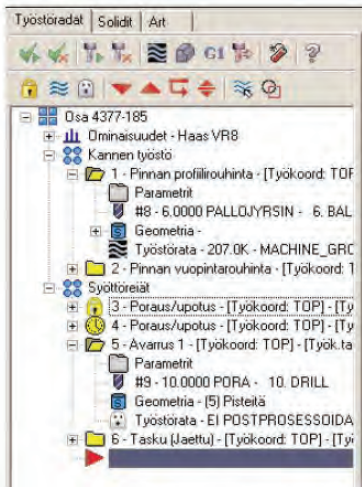 Työstöradat Solidit Art
G1
Osa 4377-185
Ominaisuudet - Haas VR8
Kannen työstö
1 - Pinnan profiilirouhinta - [Työkoord: TOP
Parametrit
#8 - 6.0000 PALLOJYRSIN - 6. BAL
Geometria -
Työstörata - 207.0K - MACHINE_GRC
2 - Pinnan vuopintarouhinta - [Työkoord: 1
Syöttöreiät
3 - Poraus/upotus - [Työkoord: TOP] - [Ty
4 - Poraus/upotus - [Työkoord: TOP] - [Ty
5 - Avarrus 1 - [Työkoord: TOP] - [Työk.ta
Parametrit
#9 - 10.0000 PORA - 10. DRILL
Geometria - (5) Pisteitä
Työstörata - EI POSTPROSESSOIDA
6 - Tasku (Jaettu) - [Työkoord: TOP] - [Tyi